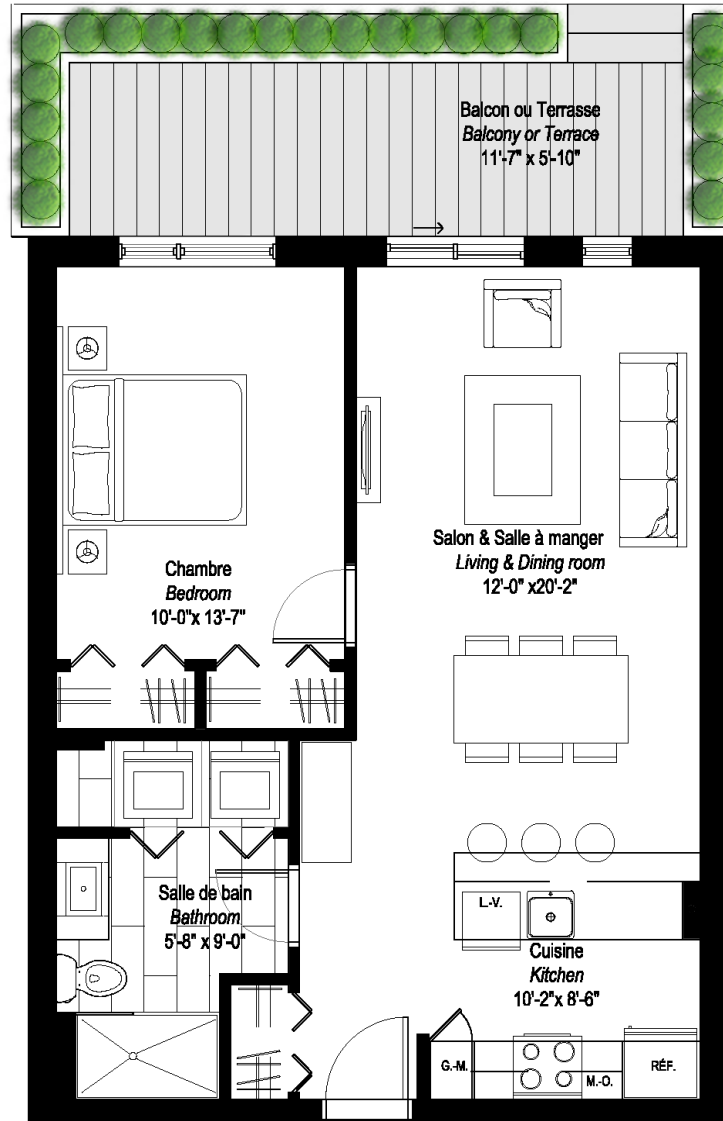 Balcon ou Terrasse
Balcony or Terrace
11'-7" x 5'-10"
Salon & Salle à manger
Living & Dining room
12'-0" x20'-2"
Chambre
Bedroom
10'-0"x 13'-7"
Salle de bain
Bathroom
5'-8" x 9'-0"
L.-V.
Cuisine
Kitchen
10'-2"x 8'-6"
G.-M.
M.-O.
RÉF.